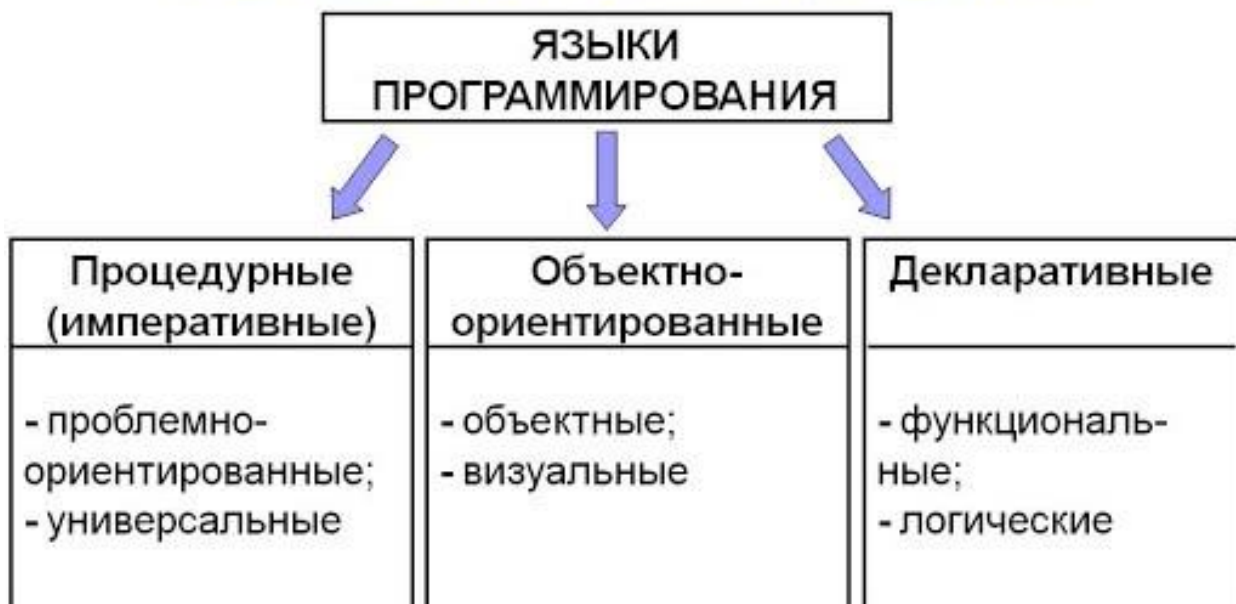 ЯЗЫКИ
ПРОГРАММИРОВАНИЯ
Процедурные
(императивные)
- проблемно-
ориентированные;
- универсальные
Объектно-
ориентированные
- объектные;
- визуальные
Декларативные
- функциональ-
ные;
- логические